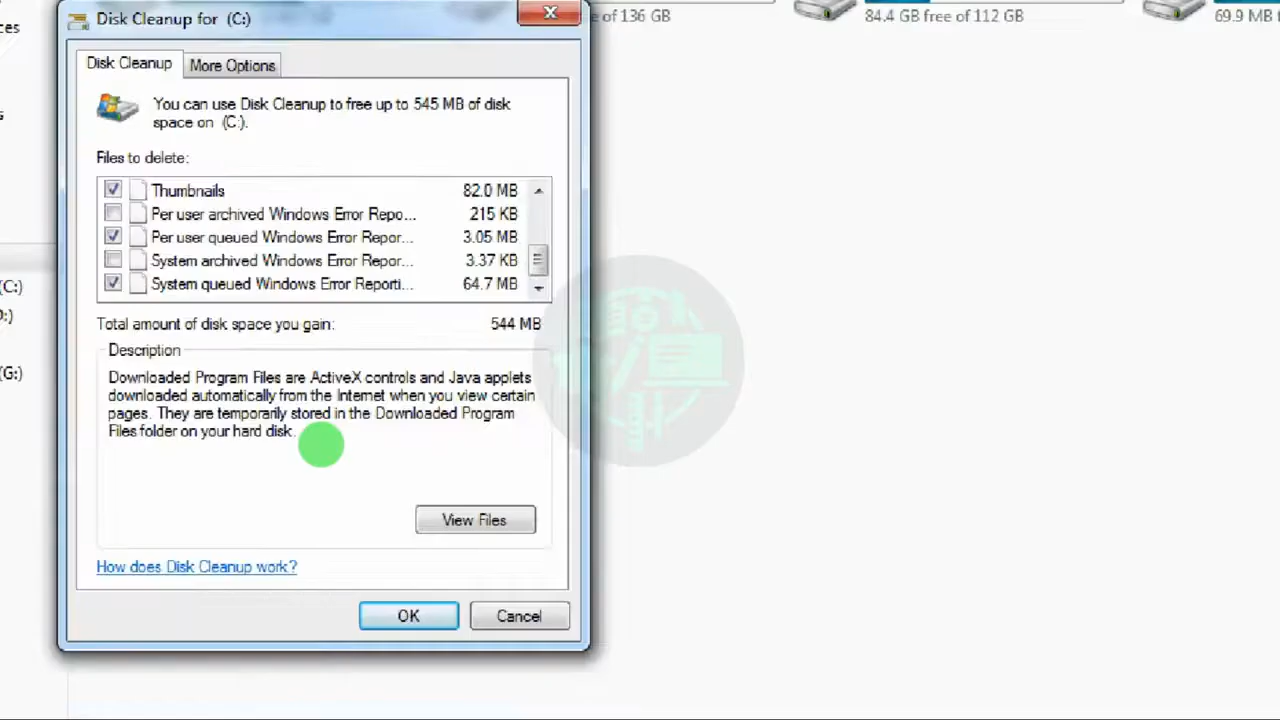 Disk Cleanup for (C:)
e of 136 GB
84.4 GB free of 112 GB
69.9 MB
Disk Cleanup
More Options
You can use Disk Cleanup to free up to 545 MB of disk
space on (C:).
Files to delete:
Thumbnails 82.0 MB
Per user archived Windows Error Repo... 215 KB
Per user queued Windows Error Repor... 3.05 MB
System archived Windows Error Repor... 3.37 KB
System queued Windows Error Reporti... 64.7 MB
(C:)
Total amount of disk space you gain: 544 MB
Description
(G:)
Downloaded Program Files are ActiveX controls and Java applets
downloaded automatically from the Internet when you view certain
pages. They are temporarily stored in the Downloaded Program
Files folder on your hard disk.
View Files
How does Disk Cleanup work?
OK
Cancel